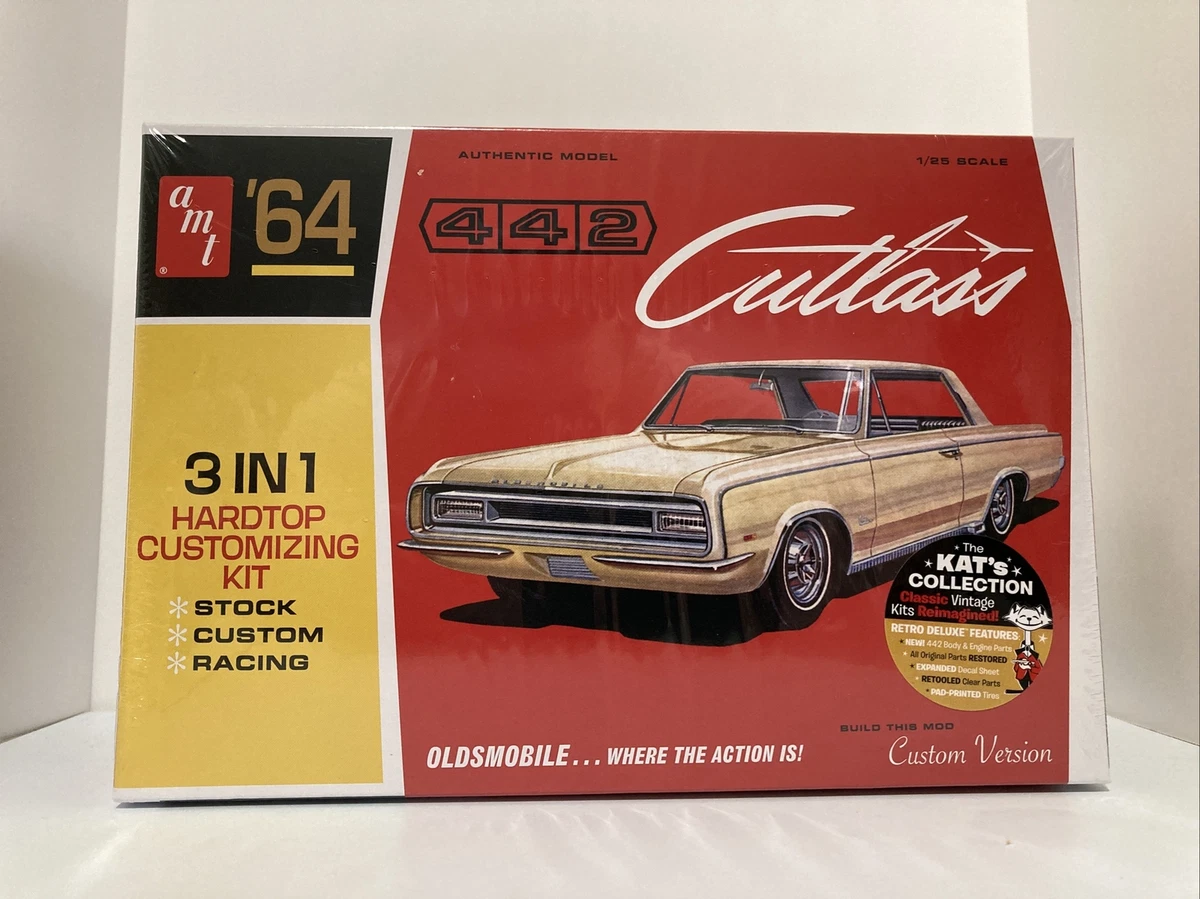 amt
®
'64
3 IN 1
HARDTOP
CUSTOMIZING
KIT
* STOCK
* CUSTOM
* RACING
AUTHENTIC MODEL
1/25 SCALE
442
Cutlass
OLDSMOBILE
The
KAT's
COLLECTION
Classic Vintage
Kits Reimagined!
RETRO DELUXE™ FEATURES:
• NEW! 442 Body & Engine Parts
• All Original Parts RESTORED
• EXPANDED Decal Sheet
• RETOOLED Clear Parts
• PAD-PRINTED Tires
BUILD THIS MOD
Custom Version
OLDSMOBILE... WHERE THE ACTION IS!